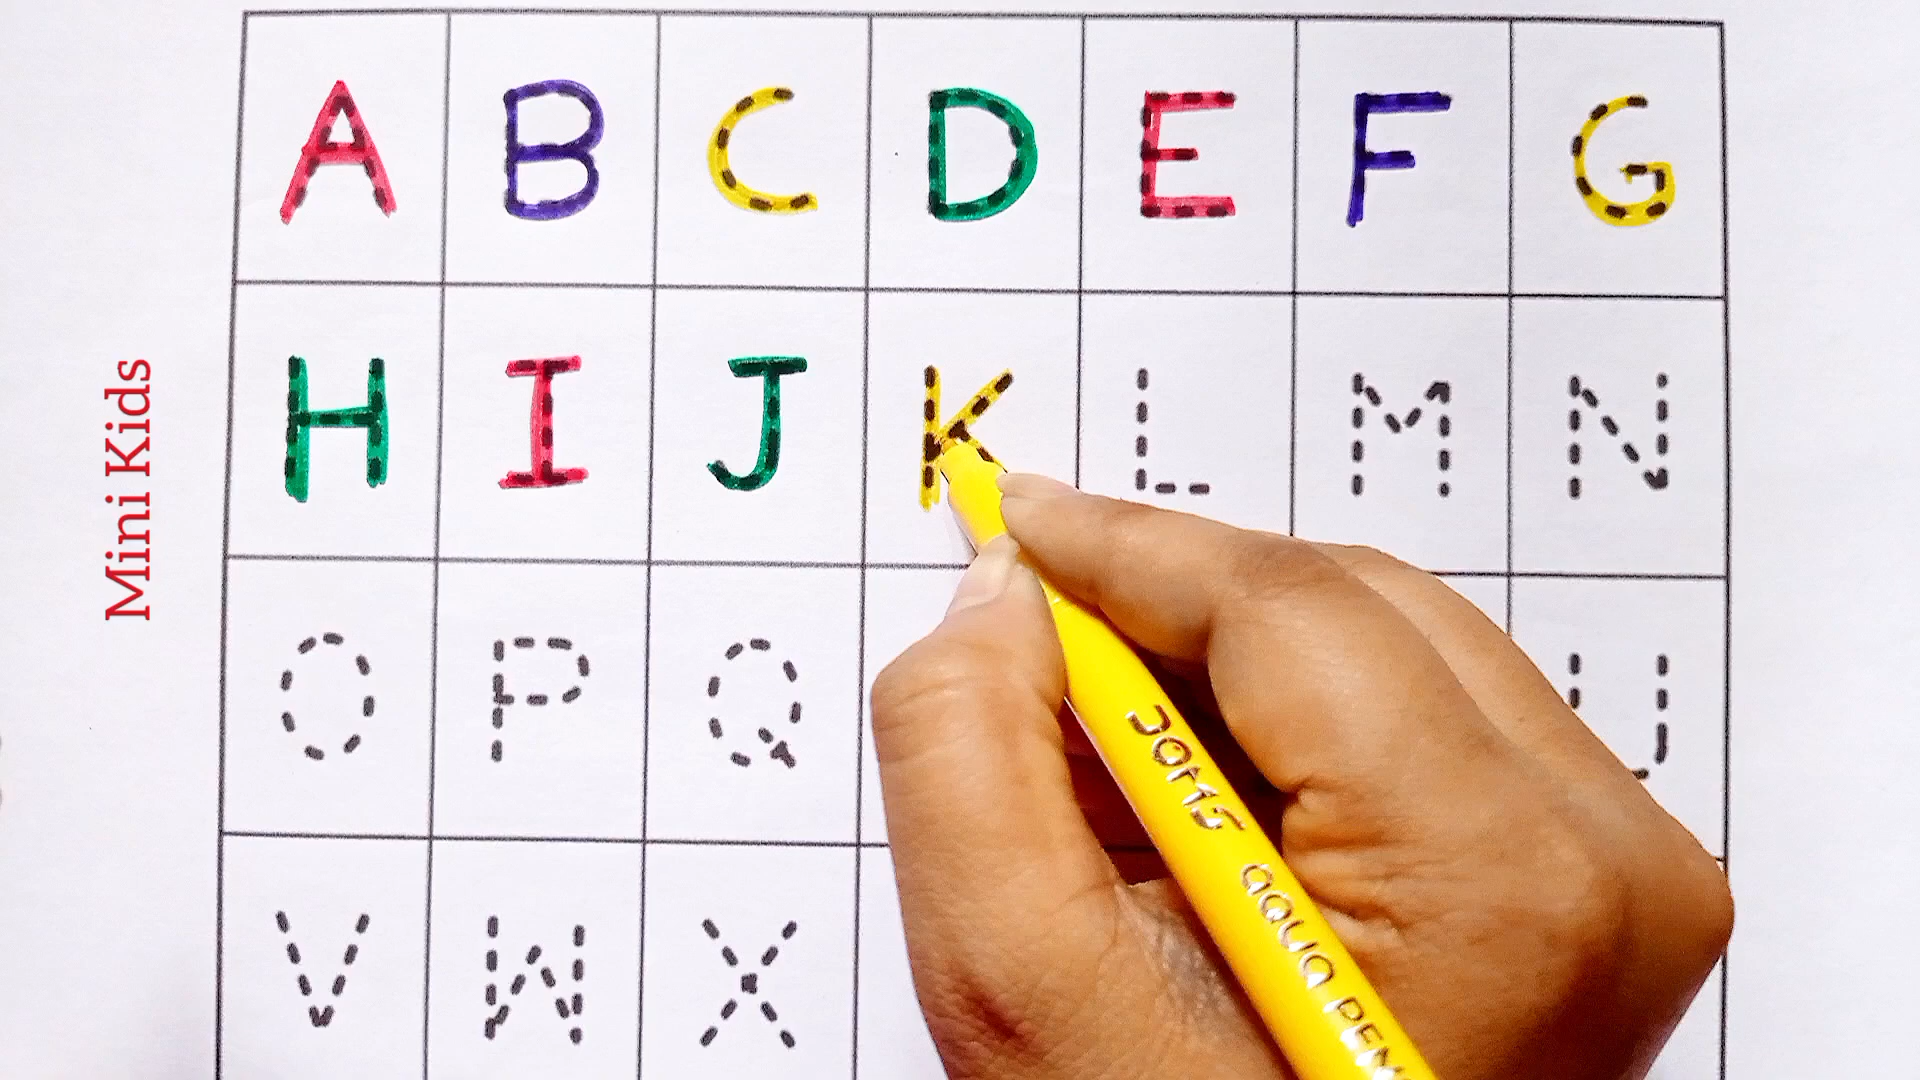 A B C D E F G
H I J K L M N
O P Q U
V W X
Mini Kids
JOMS AQUA PEN